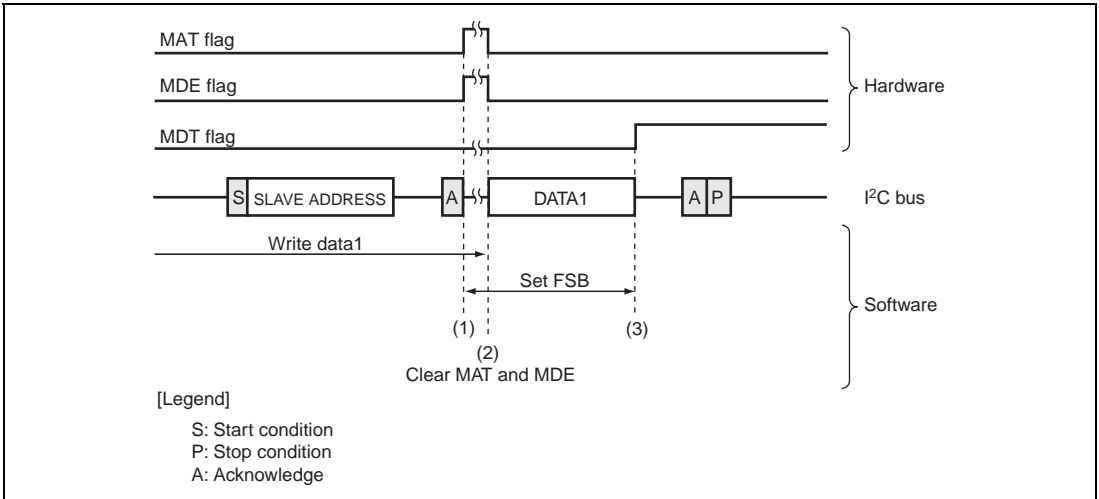 MAT flag
MDE flag
Hardware
MDT flag
S SLAVE ADDRESS A DATA1 A P I²C bus
Write data1
Set FSB
Software
(1) (3)
(2)
Clear MAT and MDE
[Legend]
S: Start condition
P: Stop condition
A: Acknowledge